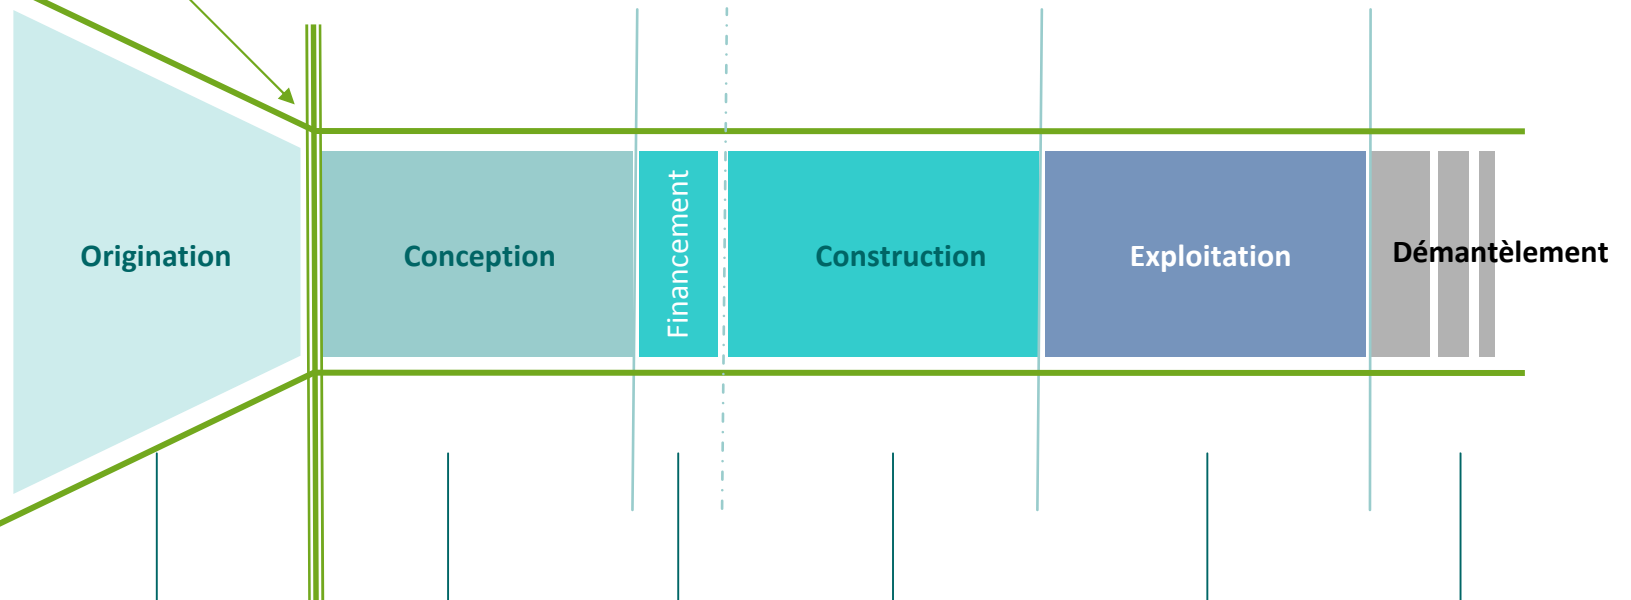 Origination
Conception
Financement
Construction
Exploitation
Démantèlement